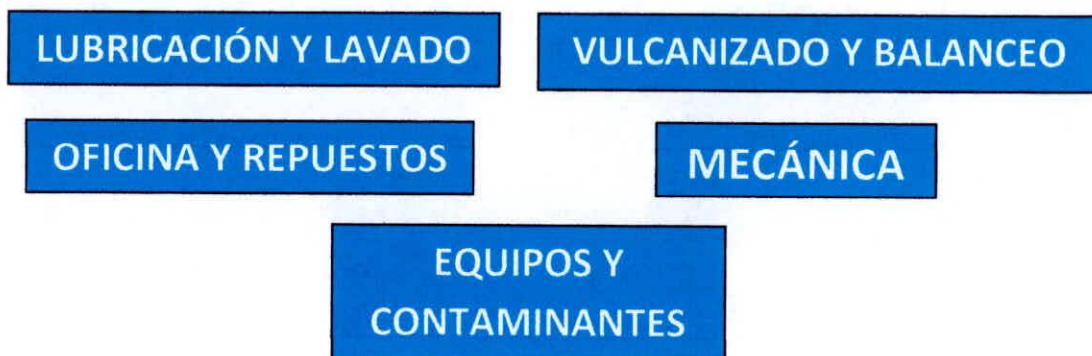 LUBRICACIÓN Y LAVADO
VULCANIZADO Y BALANCEO
OFICINA Y REPUESTOS
MECÁNICA
EQUIPOS Y
CONTAMINANTES